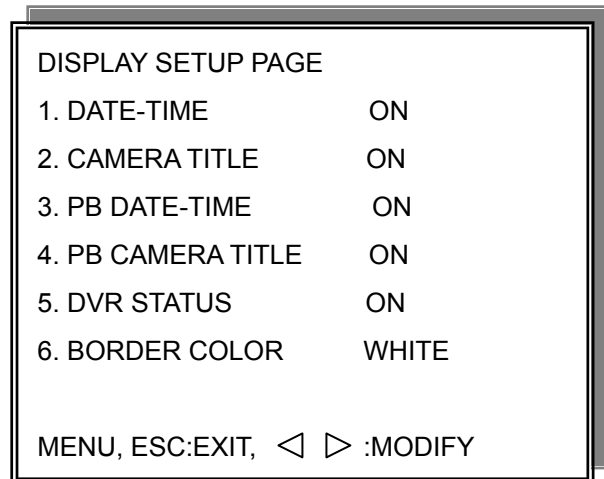 DISPLAY SETUP PAGE
1. DATE-TIME ON
2. CAMERA TITLE ON
3. PB DATE-TIME ON
4. PB CAMERA TITLE ON
5. DVR STATUS ON
6. BORDER COLOR WHITE
MENU, ESC:EXIT, ◁ ▷ :MODIFY